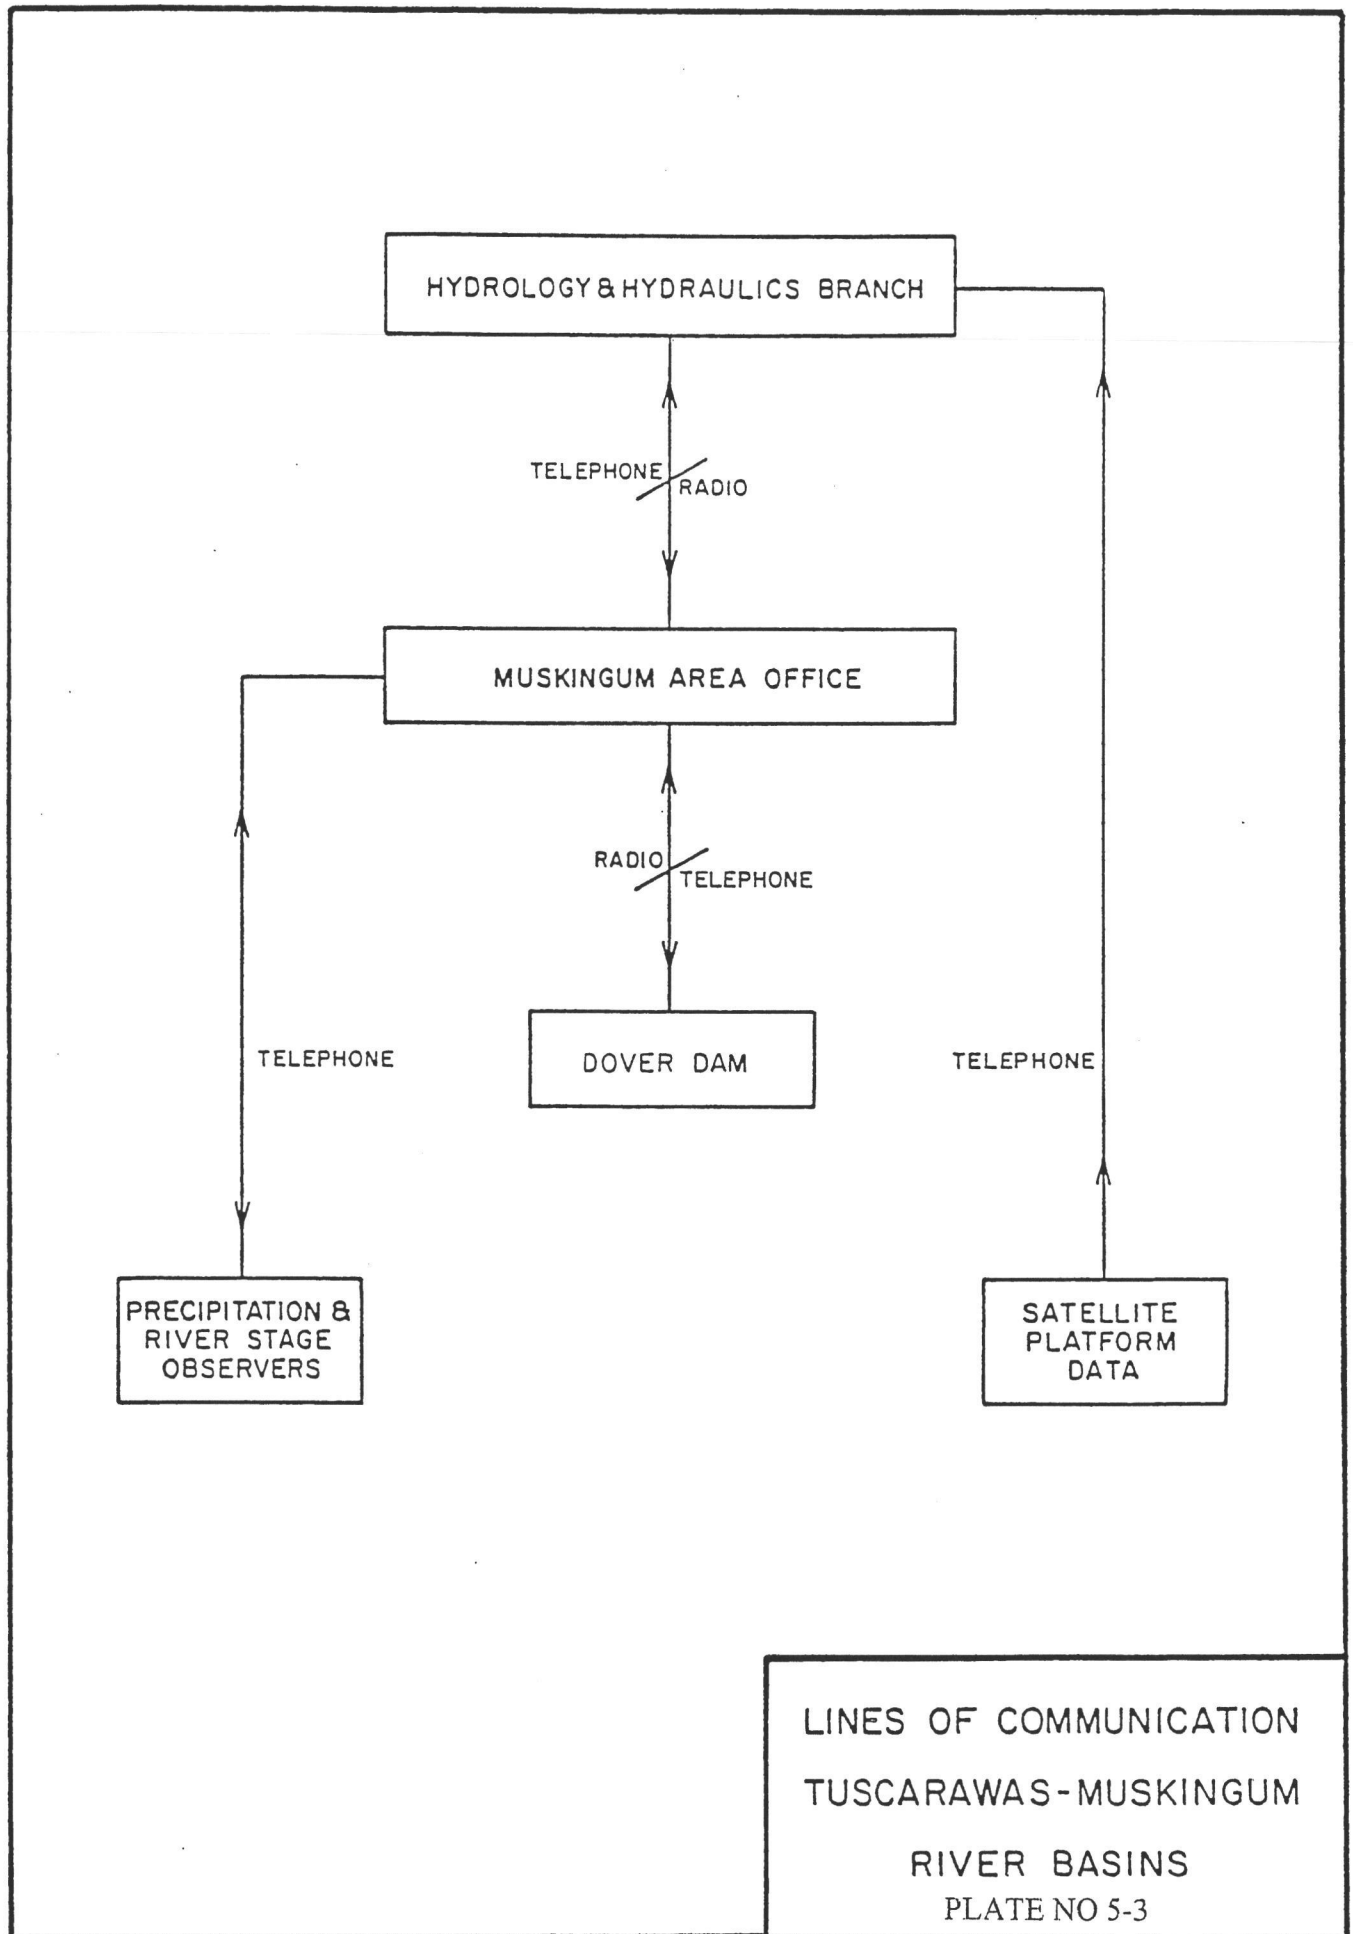 HYDROLOGY & HYDRAULICS BRANCH
TELEPHONE
RADIO
MUSKINGUM AREA OFFICE
RADIO
TELEPHONE
TELEPHONE
DOVER DAM
TELEPHONE
PRECIPITATION &
RIVER STAGE
OBSERVERS
SATELLITE
PLATFORM
DATA
LINES OF COMMUNICATION
TUSCARAWAS-MUSKINGUM
RIVER BASINS
PLATE NO 5-3